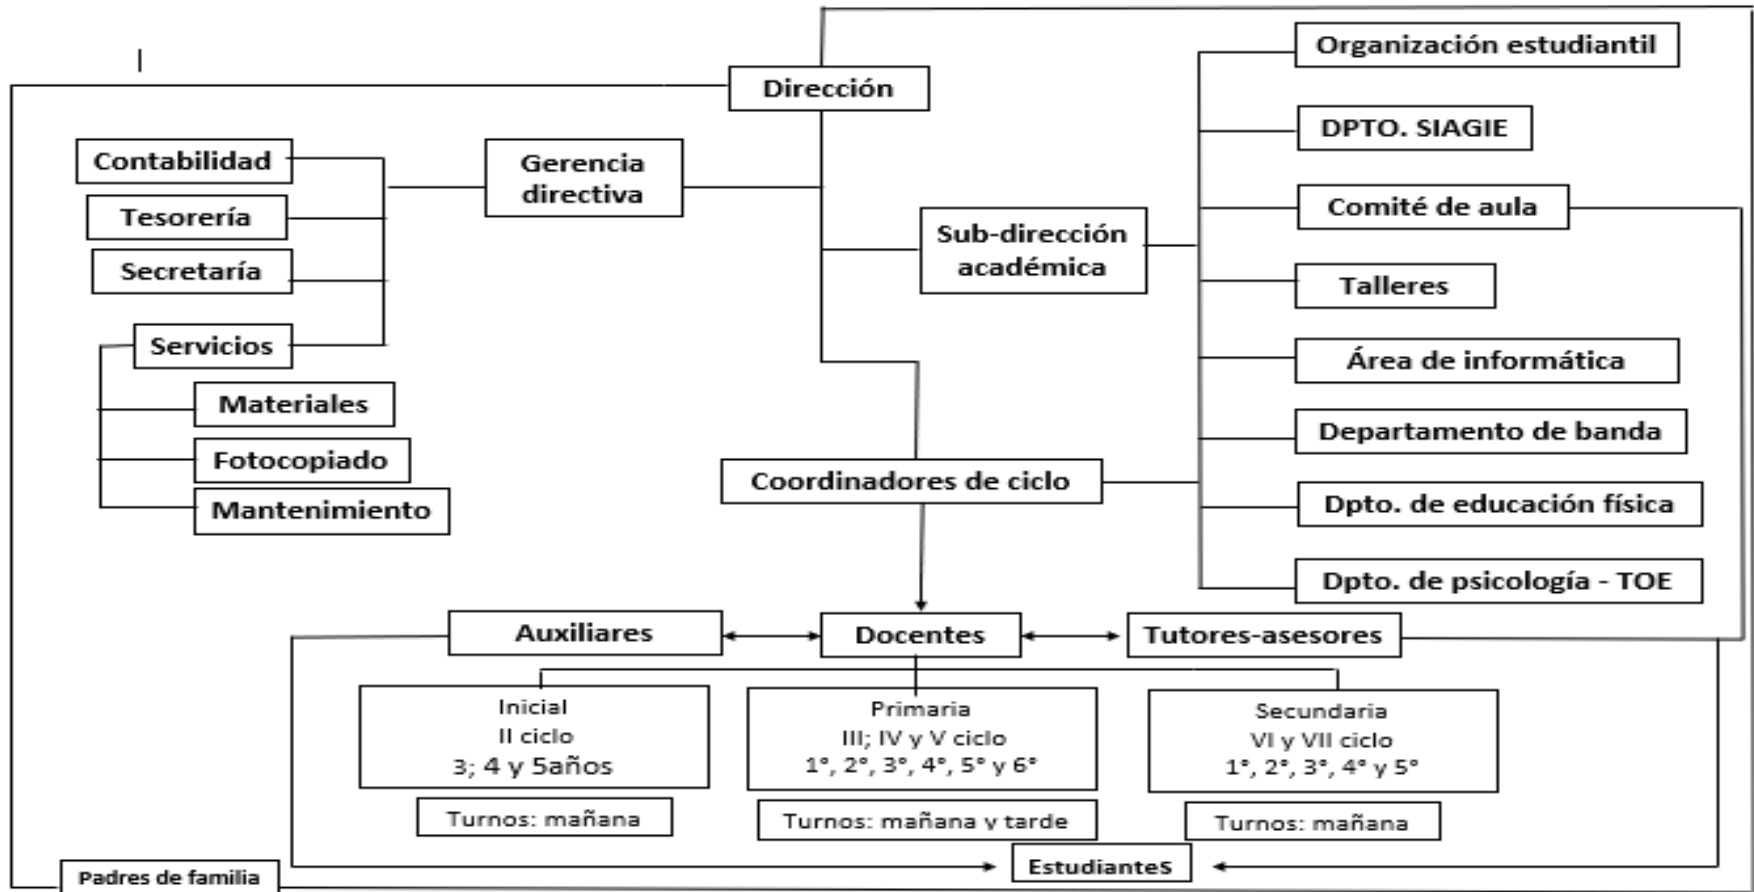 Organización estudiantil
Dirección
DPTO. SIAGIE
Contabilidad
Gerencia
directiva
Tesorería
Comité de aula
Sub-dirección
académica
Secretaría
Talleres
Servicios
Área de informática
Materiales
Departamento de banda
Fotocopiado
Coordinadores de ciclo
Mantenimiento
Dpto. de educación física
Dpto. de psicología - TOE
Auxiliares
Docentes
Tutores-asesores
Inicial
II ciclo
3; 4 y 5años
Primaria
III; IV y V ciclo
1°, 2°, 3°, 4°, 5° y 6°
Secundaria
VI y VII ciclo
1°, 2°, 3°, 4° y 5°
Turnos: mañana
Turnos: mañana y tarde
Turnos: mañana
Estudiantes
Padres de familia